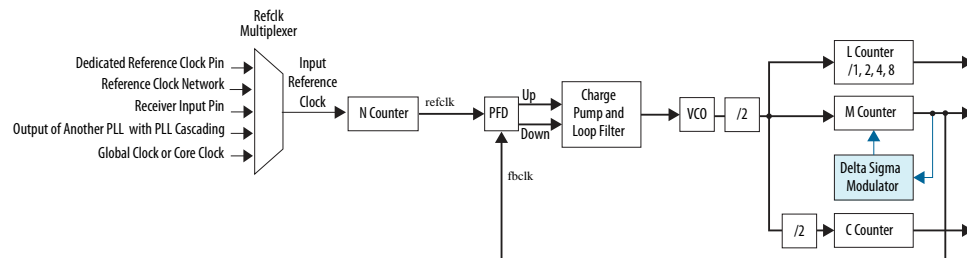 Refclk
Multiplexer
Dedicated Reference Clock Pin
Reference Clock Network
Receiver Input Pin
Output of Another PLL with PLL Cascading
Global Clock or Core Clock
Input
Reference
Clock
N Counter
refclk
PFD
Up
Down
fbclk
Charge
Pump and
Loop Filter
VCO
/2
L Counter
/1, 2, 4, 8
M Counter
Delta Sigma
Modulator
/2
C Counter